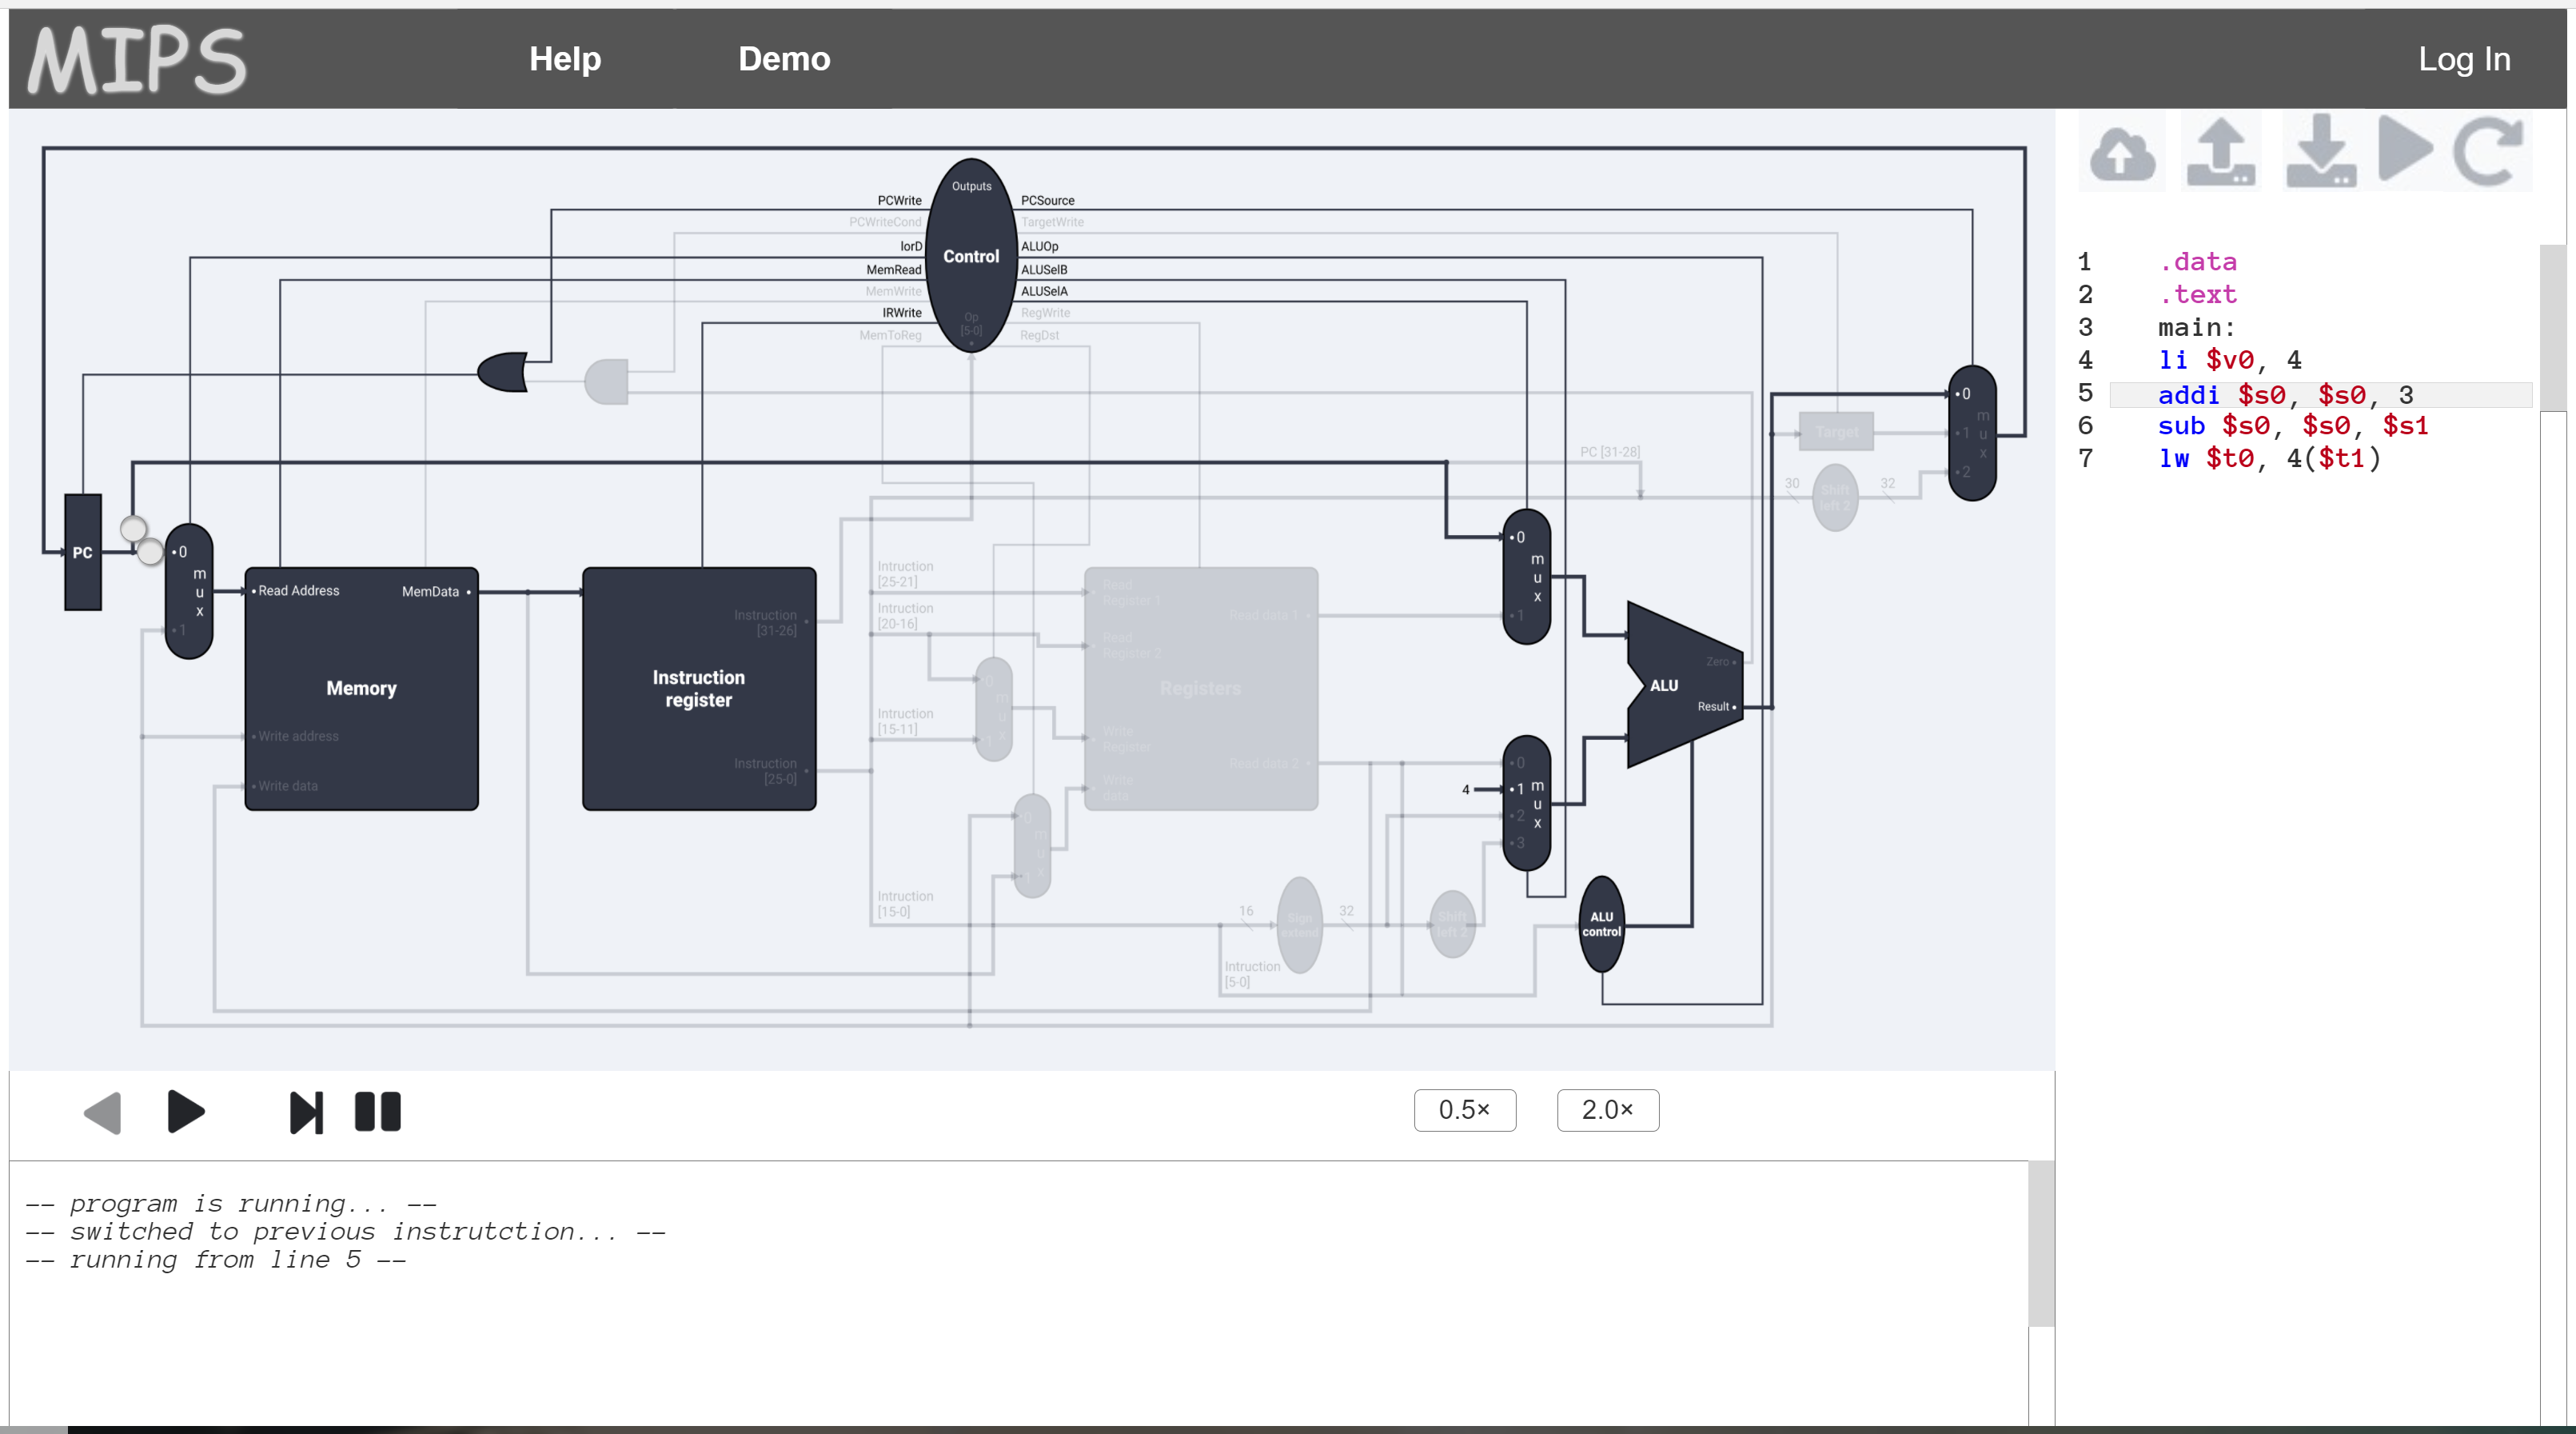 MIPS
Help
Demo
Log In
Outputs
Control
Op
[5-0]
PCWrite
PCWriteCond
IorD
MemRead
MemWrite
IRWrite
MemToReg
PCSource
TargetWrite
ALUOp
ALUSelB
ALUSelA
RegWrite
RegDst
PC
0
m
u
x
1
Read Address
MemData
Memory
Write address
Write data
Instruction
[31-26]
Instruction
register
Instruction
[25-0]
Intruction
[25-21]
Intruction
[20-16]
Intruction
[15-11]
Intruction
[15-0]
0
m
u
x
1
0
m
u
x
1
Read
Register 1
Read data 1
Read
Register 2
Registers
Write
Register
Read data 2
Write
data
16
Sign
extend
32
Shift
left 2
Intruction
[5-0]
0
m
u
x
1
0
4
1
m
u
x
2
3
Zero
ALU
Result
ALU
control
PC [31-28]
Target
30
Shift
left 2
32
0
m
1
u
x
2
1 .data
2 .text
3 main:
4 li $v0, 4
5 addi $s0, $s0, 3
6 sub $s0, $s0, $s1
7 lw $t0, 4($t1)
0.5×
2.0×
-- program is running... --
-- switched to previous instrutction... --
-- running from line 5 --